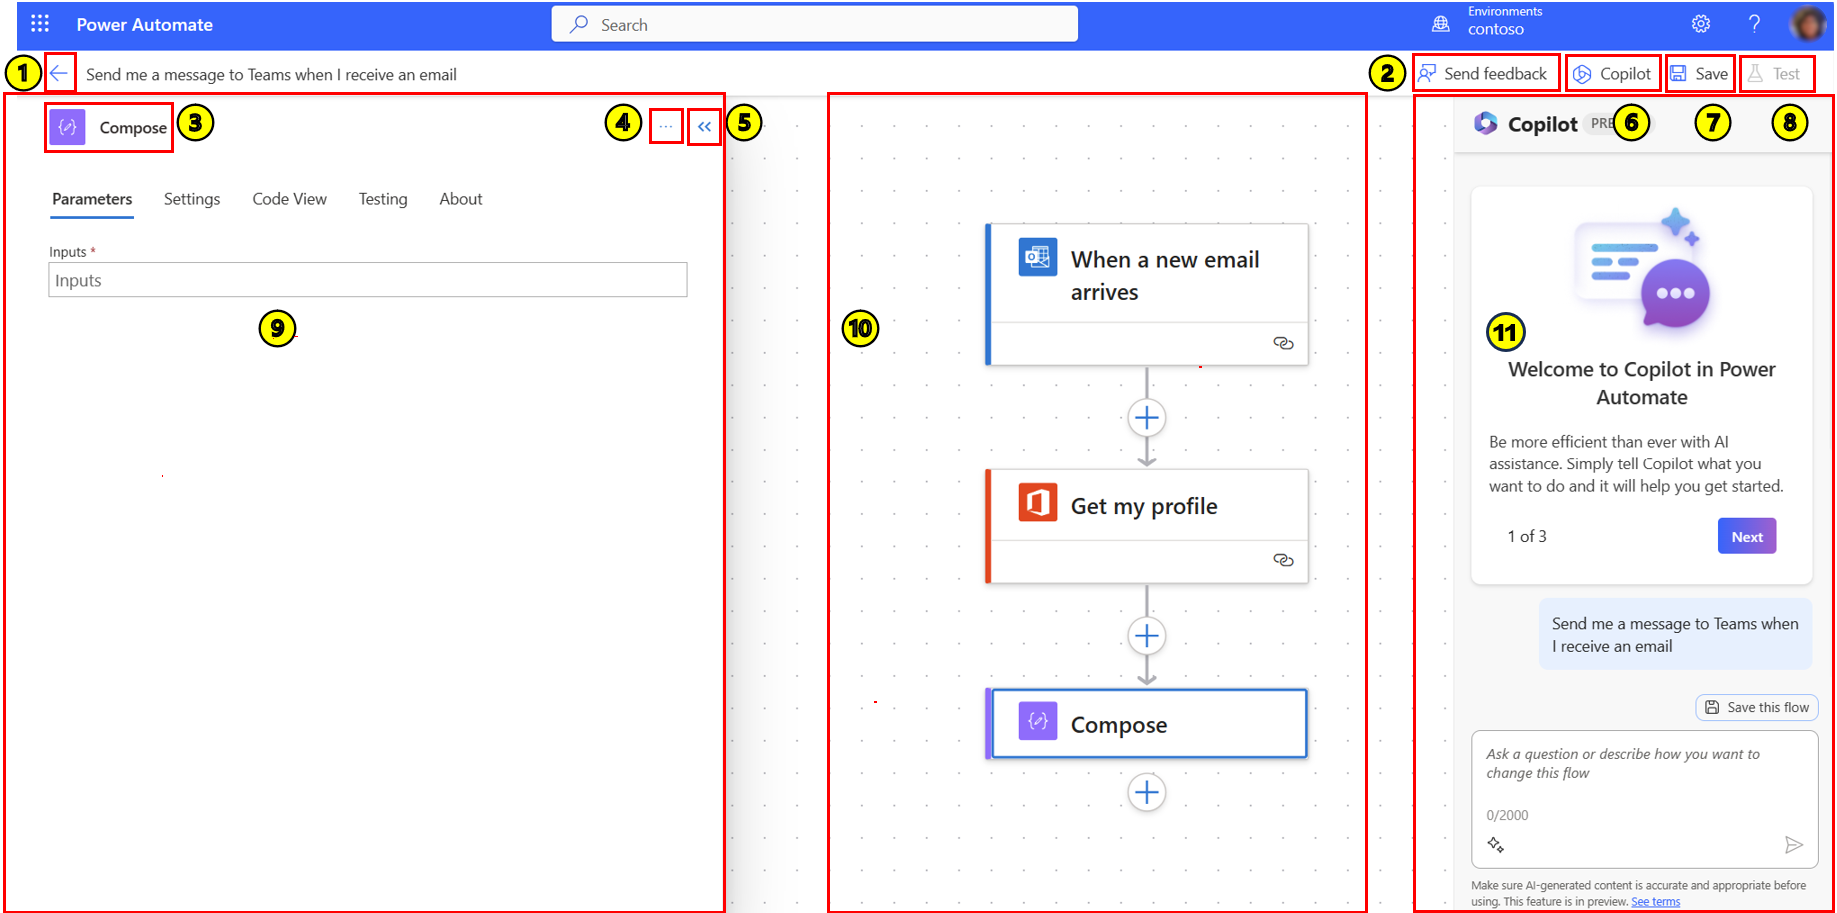 Power Automate
Search
Environments
contoso
1
Send me a message to Teams when I receive an email
2
Send feedback
Copilot
Save
Test
Compose
3
4
5
Copilot
PRE
6
7
8
Parameters
Settings
Code View
Testing
About
Inputs *
Inputs
9
10
When a new email
arrives
Get my profile
{/}
Compose
11
Welcome to Copilot in Power
Automate
Be more efficient than ever with AI
assistance. Simply tell Copilot what you
want to do and it will help you get started.
1 of 3
Next
Send me a message to Teams when
I receive an email
Save this flow
Ask a question or describe how you want to
change this flow
0/2000
Make sure AI-generated content is accurate and appropriate before
using. This feature is in preview. See terms